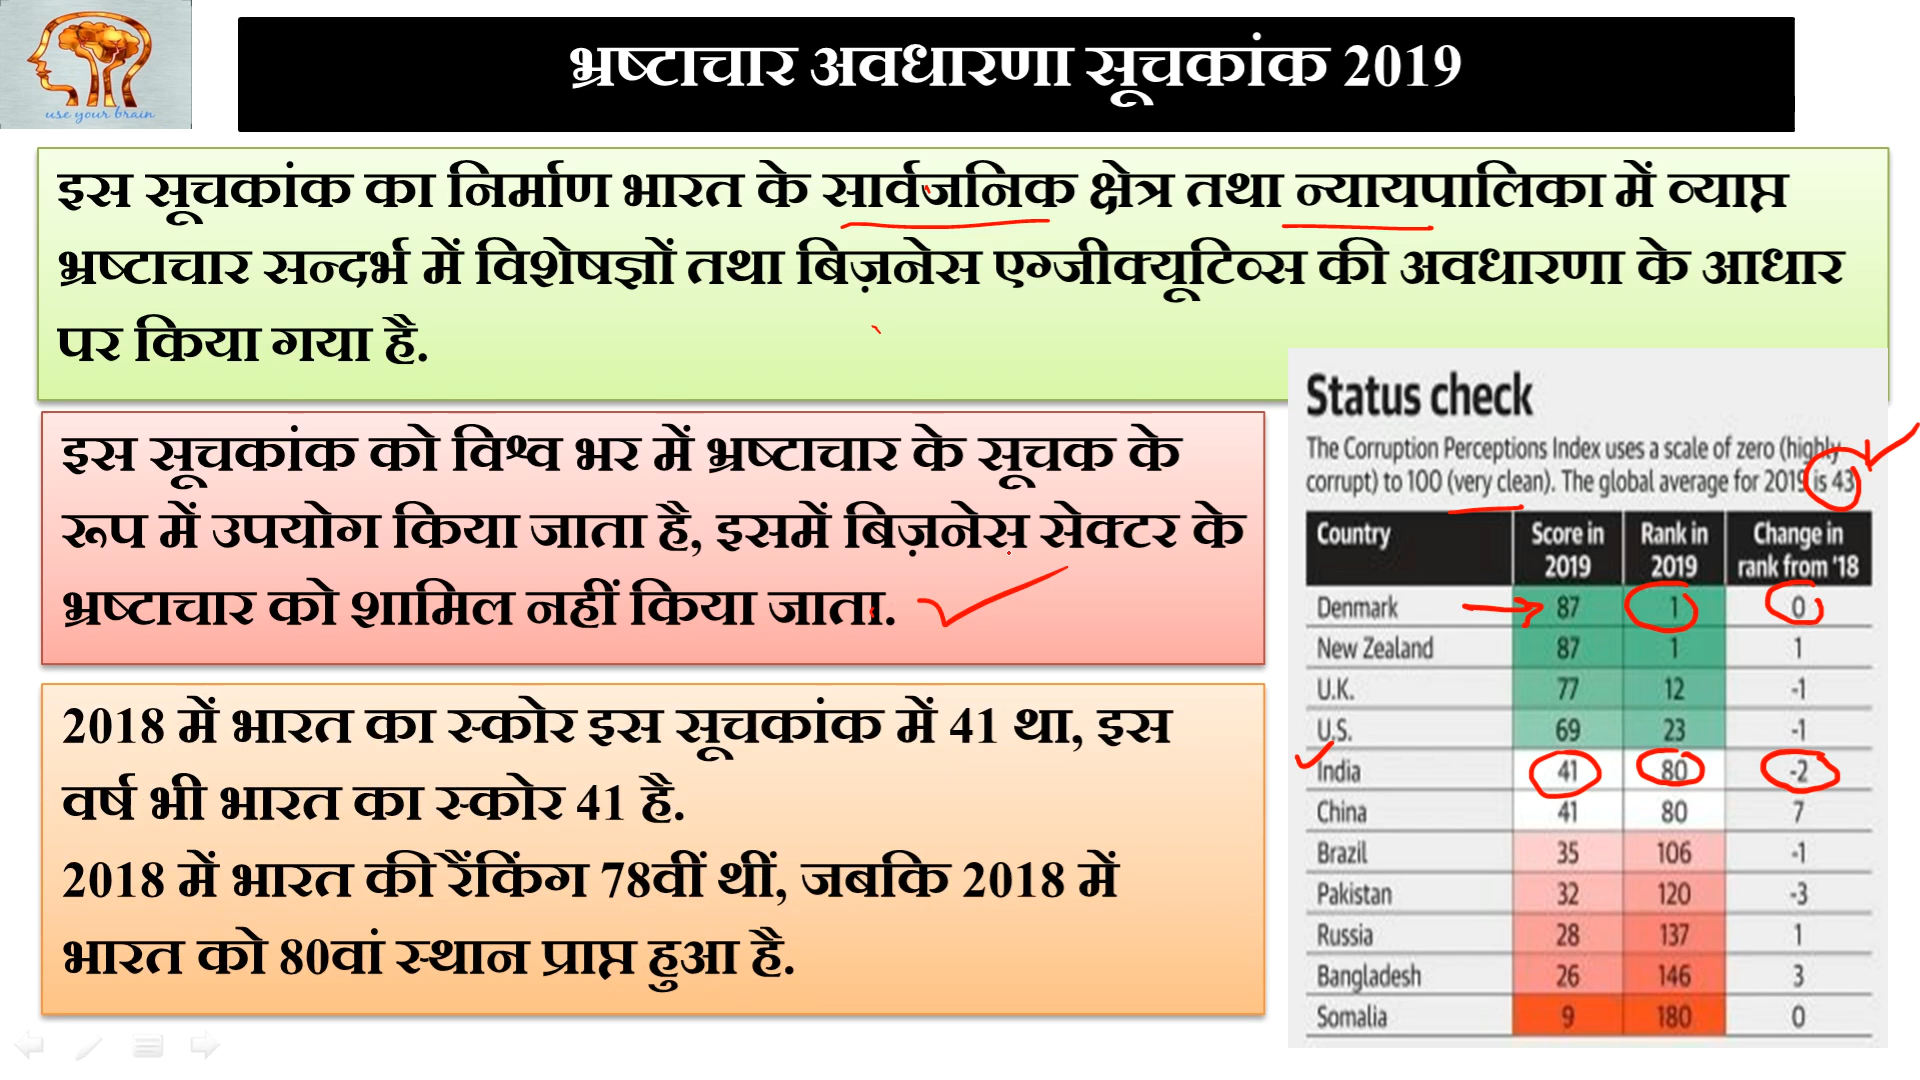 use your brain
भ्रष्टाचार अवधारणा सूचकांक 2019
इस सूचकांक का निर्माण भारत के सार्वजनिक क्षेत्र तथा न्यायपालिका में व्याप्त
भ्रष्टाचार सन्दर्भ में विशेषज्ञों तथा बिज़नेस एग्जीक्यूटिव्स की अवधारणा के आधार
पर किया गया है.
इस सूचकांक को विश्व भर में भ्रष्टाचार के सूचक के
रूप में उपयोग किया जाता है, इसमें बिज़नेस सेक्टर के
भ्रष्टाचार को शामिल नहीं किया जाता.
2018 में भारत का स्कोर इस सूचकांक में 41 था, इस
वर्ष भी भारत का स्कोर 41 है.
2018 में भारत की रैंकिंग 78वीं थीं, जबकि 2018 में
भारत को 80वां स्थान प्राप्त हुआ है.
Status check
The Corruption Perceptions Index uses a scale of zero (highly
corrupt) to 100 (very clean). The global average for 2019 is 43
Country Score in 2019 Rank in 2019 Change in rank from '18
Denmark 87 1 0
New Zealand 87 1 1
U.K. 77 12 -1
U.S. 69 23 -1
India 41 80 -2
China 41 80 7
Brazil 35 106 -1
Pakistan 32 120 -3
Russia 28 137 1
Bangladesh 26 146 3
Somalia 9 180 0